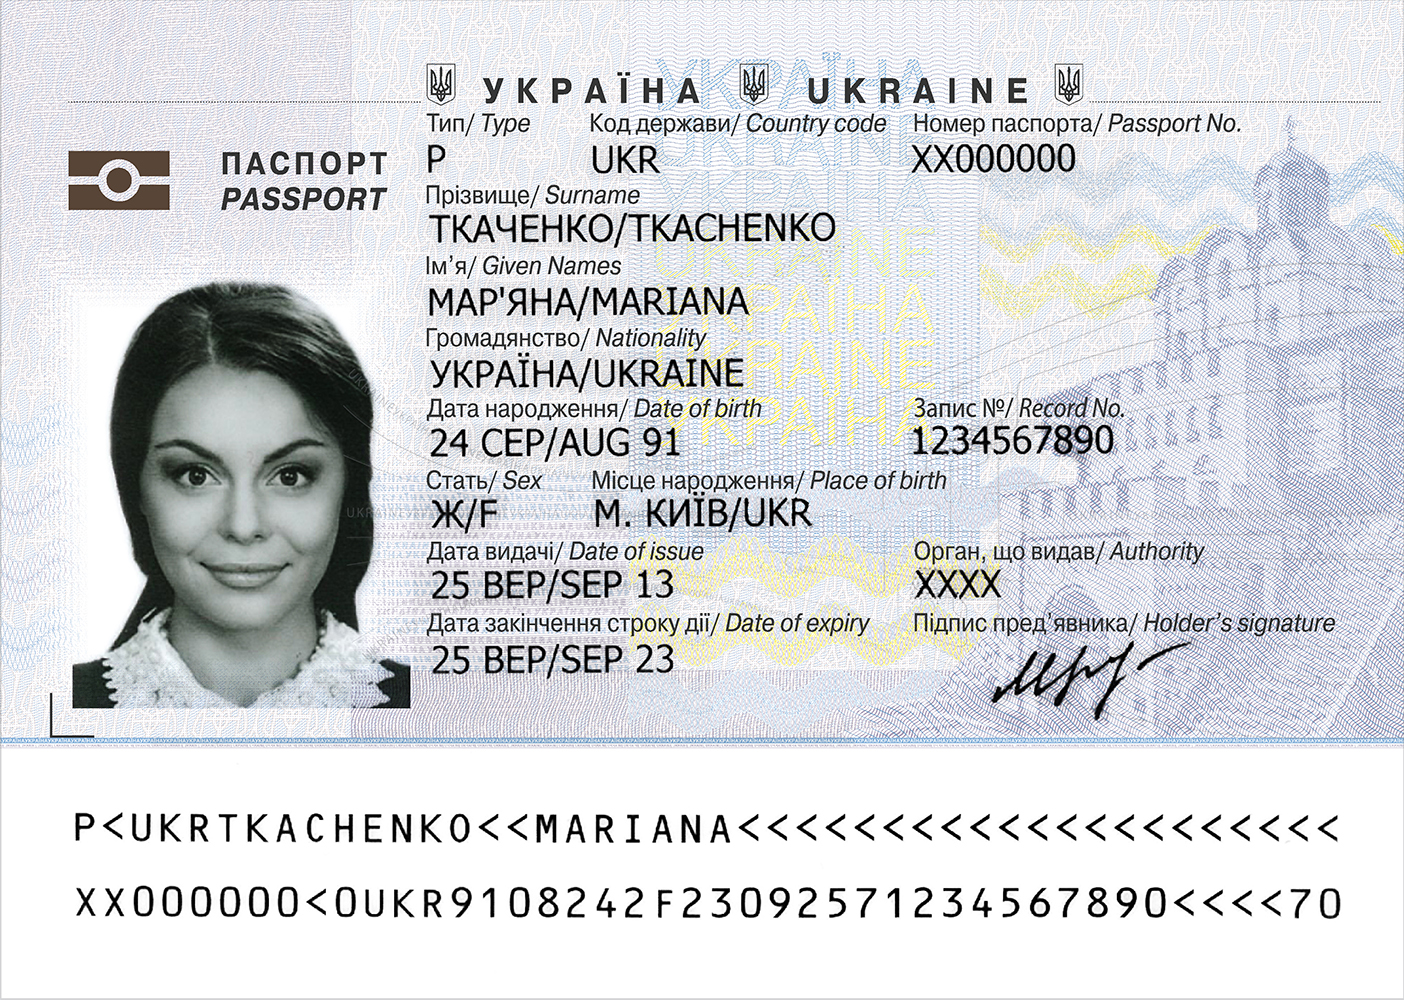 УКРАЇНА UKRAINE
Тип/ Type Код держави/ Country code Номер паспорта/ Passport No.
P UKR XX000000
ПАСПОРТ
PASSPORT
Прізвище/ Surname
ТКАЧЕНКО/TKACHENKO
Ім’я/ Given Names
МАР'ЯНА/MARIANA
Громадянство/ Nationality
УКРАЇНА/UKRAINE
Дата народження/ Date of birth Запис №/ Record No.
24 СЕР/AUG 91 1234567890
Стать/ Sex Місце народження/ Place of birth
Ж/F М. КИЇВ/UKR
Дата видачі/ Date of issue Орган, що видав/ Authority
25 ВЕР/SEP 13 XXXX
Дата закінчення строку дії/ Date of expiry Підпис пред’явника/ Holder’s signature
25 ВЕР/SEP 23
P<UKRTKACHENKO<<MARIANA<<<<<<<<<<<<<<<<<<<<<
XX000000<0UKR9108242F23092571234567890<<<<70